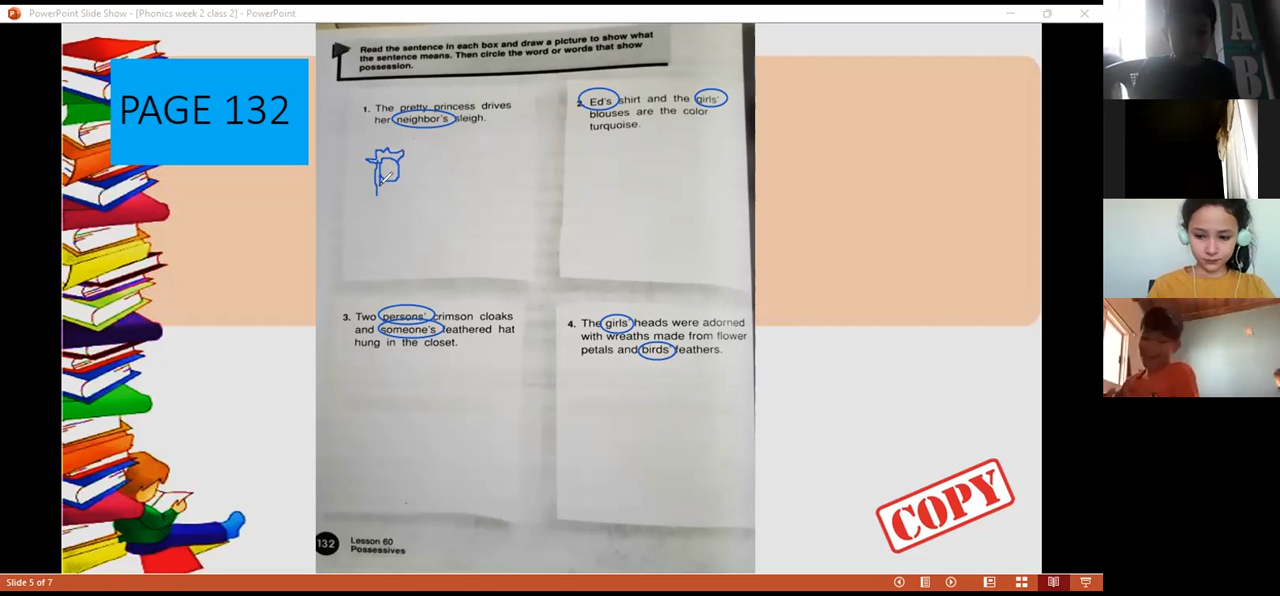 PowerPoint Slide Show - [Phonics week 2 class 2] - PowerPoint
PAGE 132
Read the sentence in each box and draw a picture to show what
the sentence means. Then circle the word or words that show
possession.
1. The pretty princess drives
her neighbor's sleigh.
2. Ed's shirt and the girls'
blouses are the color
turquoise.
3. Two persons' crimson cloaks
and someone's feathered hat
hung in the closet.
4. The girls' heads were adorned
with wreaths made from flower
petals and birds' feathers.
132
Lesson 60
Possessives
COPY
Slide 5 of 7
A
B